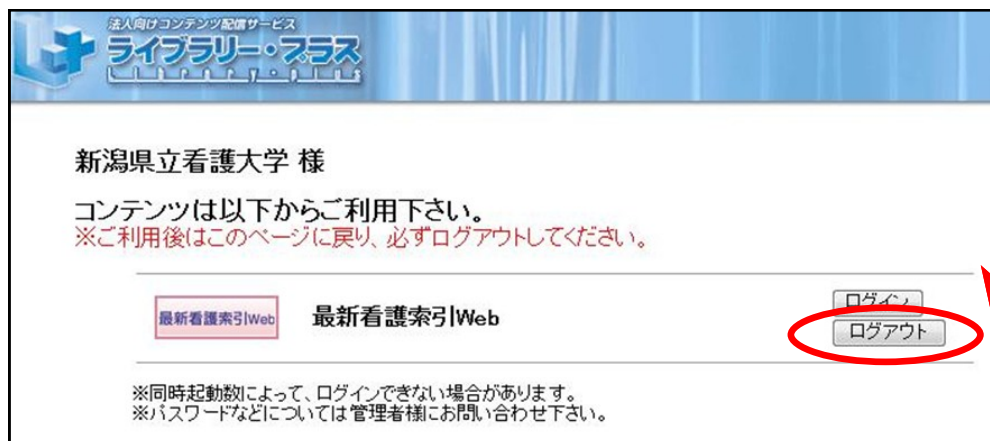 法人向けコンテンツ配信サービス
ライブラリー・プラス
Library-plus
新潟県立看護大学 様
コンテンツは以下からご利用下さい。
※ご利用後はこのページに戻り、必ずログアウトしてください。
最新看護索引Web
最新看護索引Web
ログイン
ログアウト
※同時起動数によって、ログインできない場合があります。
※パスワードなどについては管理者様にお問い合わせ下さい。